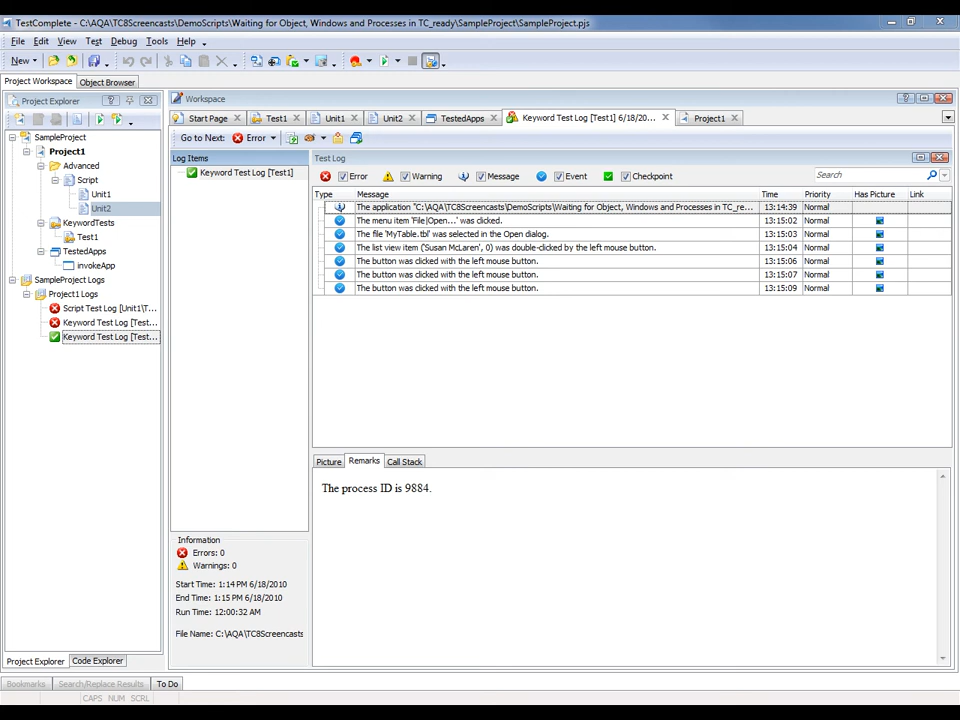 TestComplete - C:\AQA\TC8Screencasts\DemoScripts\Waiting for Object, Windows and Processes in TC_ready\SampleProject\SampleProject.pjs
File Edit View Test Debug Tools Help
New
Project Workspace Object Browser
Project Explorer
Workspace
Start Page Test1 Unit1 Unit2 TestedApps Keyword Test Log [Test1] 6/18/20... Project1
Go to Next: Error
Log Items
Test Log
Error Warning Message Event Checkpoint Search
Type Message Time Priority Has Picture Link
The application "C:\AQA\TC8Screencasts\DemoScripts\Waiting for Object, Windows and Processes in TC_re... 13:14:39 Normal
The menu item 'File|Open...' was clicked. 13:15:02 Normal
The file 'MyTable.tbl' was selected in the Open dialog. 13:15:03 Normal
The list view item ('Susan McLaren', 0) was double-clicked by the left mouse button. 13:15:04 Normal
The button was clicked with the left mouse button. 13:15:06 Normal
The button was clicked with the left mouse button. 13:15:07 Normal
The button was clicked with the left mouse button. 13:15:09 Normal
Keyword Test Log [Test1]
SampleProject
Project1
Advanced
Script
Unit1
Unit2
KeywordTests
Test1
TestedApps
invokeApp
SampleProject Logs
Project1 Logs
Script Test Log [Unit1\T...
Keyword Test Log [Test...
Keyword Test Log [Test...
Picture Remarks Call Stack
The process ID is 9884.
Information
Errors: 0
Warnings: 0
Start Time: 1:14 PM 6/18/2010
End Time: 1:15 PM 6/18/2010
Run Time: 12:00:32 AM
File Name: C:\AQA\TC8Screencasts
Project Explorer Code Explorer
Bookmarks Search/Replace Results To Do
CAPS NUM SCRL